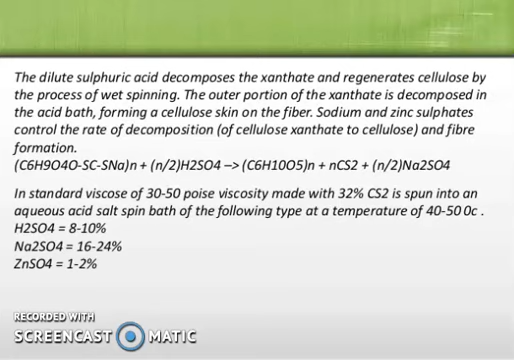 The dilute sulphuric acid decomposes the xanthate and regenerates cellulose by
the process of wet spinning. The outer portion of the xanthate is decomposed in
the acid bath, forming a cellulose skin on the fiber. Sodium and zinc sulphates
control the rate of decomposition (of cellulose xanthate to cellulose) and fibre
formation.
(C6H9O4O-SC-SNa)n + (n/2)H2SO4 —> (C6H10O5)n + nCS2 + (n/2)Na2SO4
In standard viscose of 30-50 poise viscosity made with 32% CS2 is spun into an
aqueous acid salt spin bath of the following type at a temperature of 40-50 0c .
H2SO4 = 8-10%
Na2SO4 = 16-24%
ZnSO4 = 1-2%
RECORDED WITH
SCREENCAST MATIC